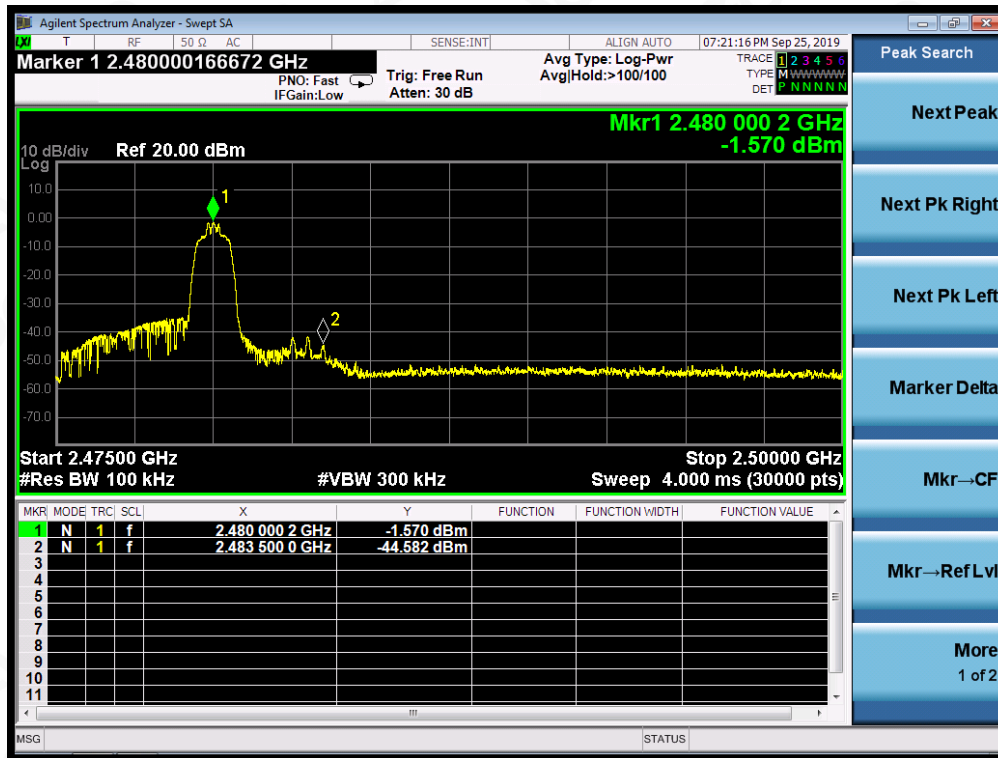 Agilent Spectrum Analyzer - Swept SA
LXI T RF 50 Ω AC SENSE:INT ALIGN AUTO 07:21:16 PM Sep 25, 2019
Marker 1 2.480000166672 GHz
PNO: Fast
IFGain:Low
Trig: Free Run
Atten: 30 dB
Avg Type: Log-Pwr
Avg|Hold:>100/100
TRACE 1 2 3 4 5 6
TYPE M WWWWW
DET P N N N N N
Mkr1 2.480 000 2 GHz
-1.570 dBm
10 dB/div Ref 20.00 dBm
Log
10.0
0.00
-10.0
-20.0
-30.0
-40.0
-50.0
-60.0
-70.0
1
2
Start 2.47500 GHz Stop 2.50000 GHz
#Res BW 100 kHz #VBW 300 kHz Sweep 4.000 ms (30000 pts)
MKR MODE TRC SCL X Y FUNCTION FUNCTION WIDTH FUNCTION VALUE
1 N 1 f 2.480 000 2 GHz -1.570 dBm
2 N 1 f 2.483 500 0 GHz -44.582 dBm
3
4
5
6
7
8
9
10
11
MSG STATUS
Peak Search
Next Peak
Next Pk Right
Next Pk Left
Marker Delta
Mkr→CF
Mkr→Ref Lvl
More
1 of 2